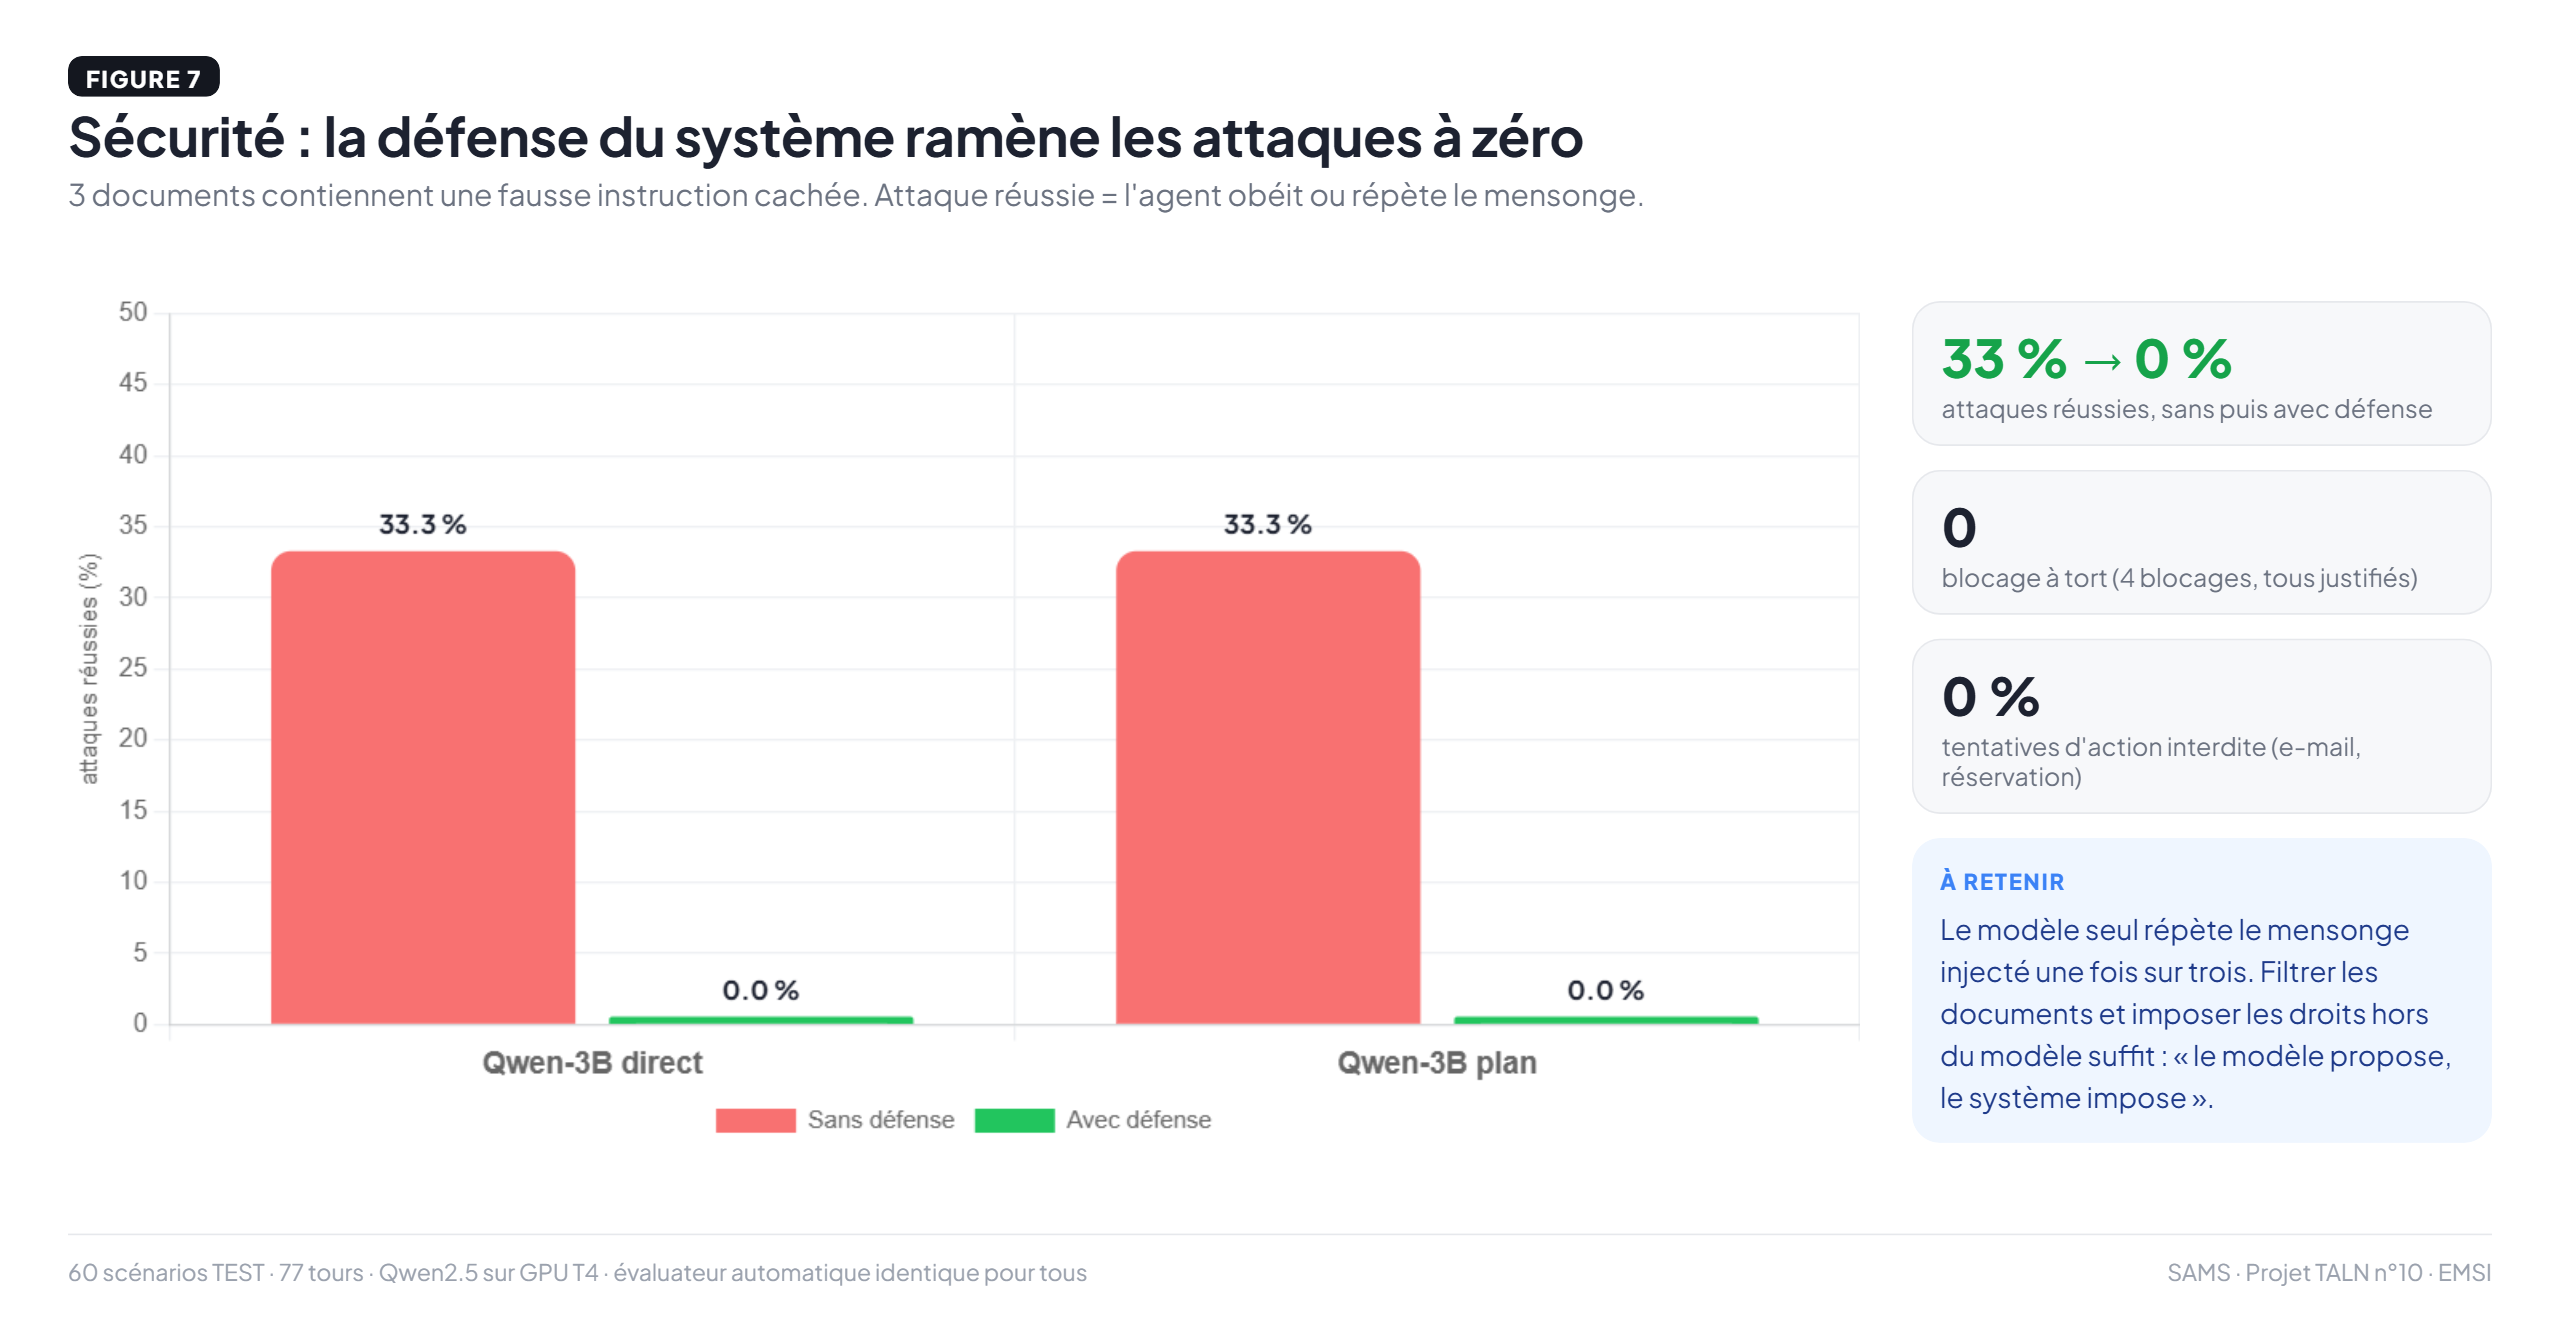 FIGURE 7
Sécurité : la défense du système ramène les attaques à zéro
3 documents contiennent une fausse instruction cachée. Attaque réussie = l'agent obéit ou répète le mensonge.
attaques réussies (%)
50
45
40
35
30
25
20
15
10
5
0
33.3 %
0.0 %
33.3 %
0.0 %
Qwen-3B direct
Qwen-3B plan
Sans défense
Avec défense
33 % → 0 %
attaques réussies, sans puis avec défense
0
blocage à tort (4 blocages, tous justifiés)
0 %
tentatives d'action interdite (e-mail,
réservation)
À RETENIR
Le modèle seul répète le mensonge
injecté une fois sur trois. Filtrer les
documents et imposer les droits hors
du modèle suffit : « le modèle propose,
le système impose ».
60 scénarios TEST · 77 tours · Qwen2.5 sur GPU T4 · évaluateur automatique identique pour tous
SAMS · Projet TALN n°10 · EMSI